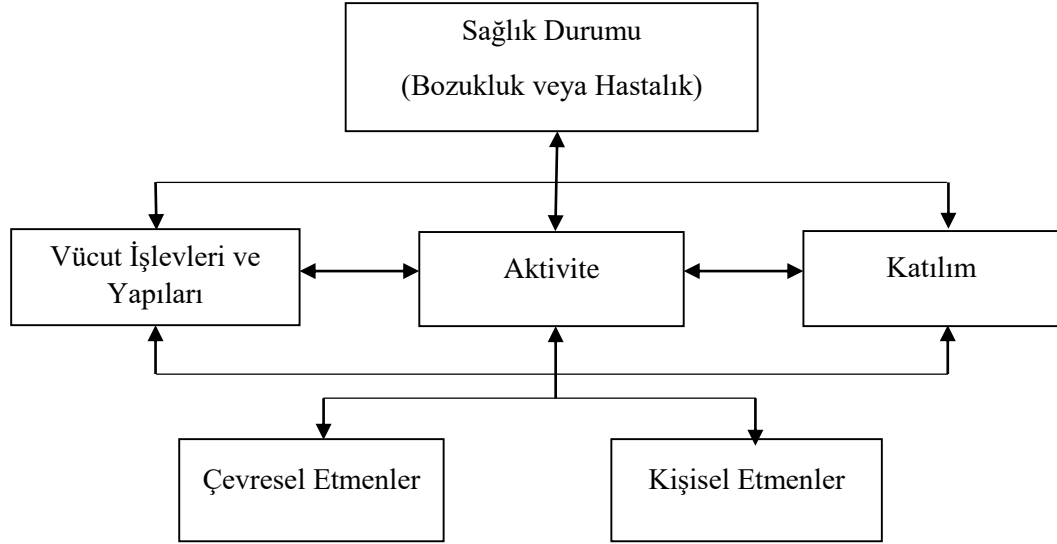 Sağlık Durumu
(Bozukluk veya Hastalık)
Vücut İşlevleri ve
Yapıları
Aktivite
Katılım
Çevresel Etmenler
Kişisel Etmenler